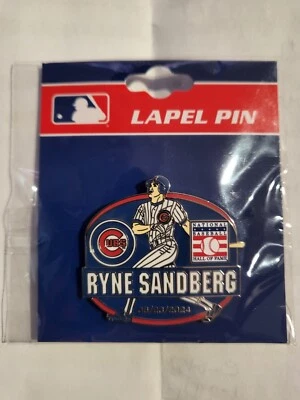 LAPEL PIN
CUBS
NATIONAL
BASEBALL
HALL OF FAME
RYNE SANDBERG